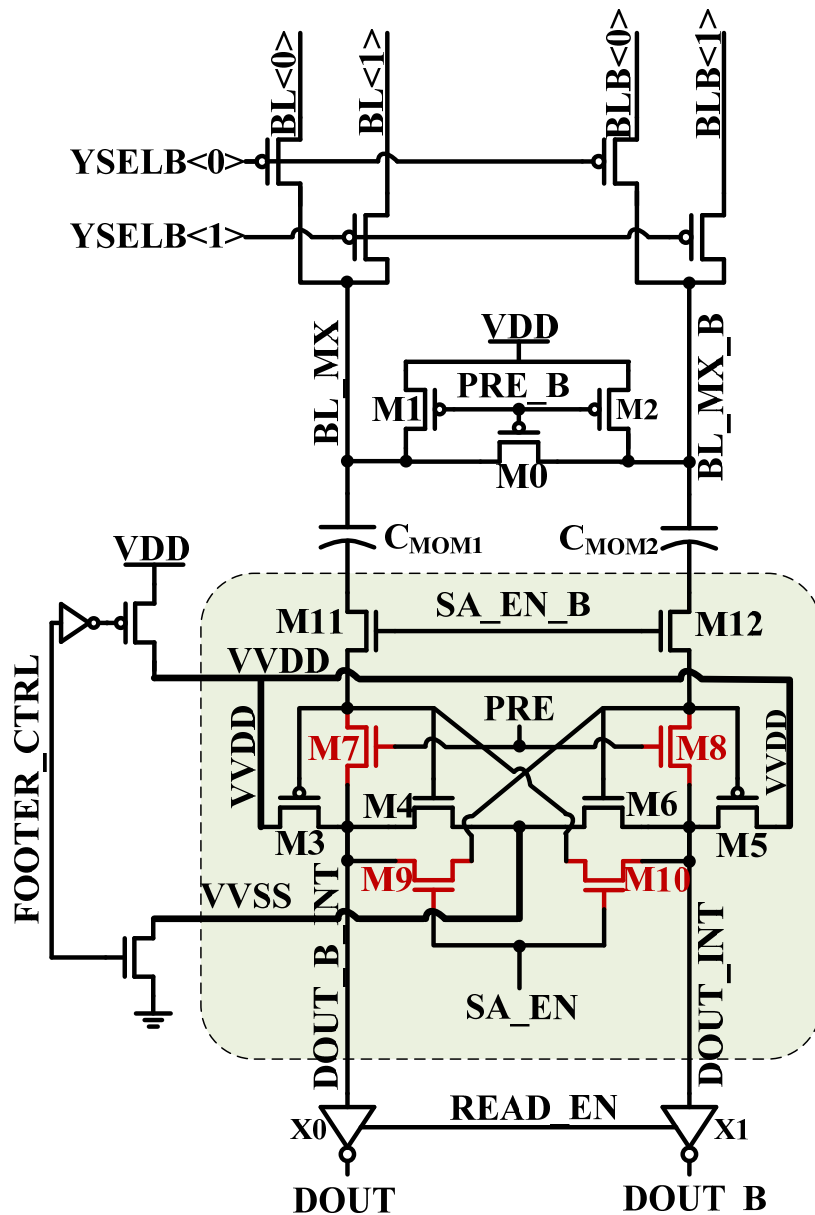 BL<0>
BL<1>
BLB<0>
BLB<1>
YSELB<0>
YSELB<1>
BL_MX
VDD
PRE_B
M1
M2
M0
BL_MX_B
CMOM1
CMOM2
VDD
SA_EN_B
M11
M12
VVDD
PRE
M7
M8
VVDD
VVDD
FOOTER_CTRL
M4
M6
M3
M5
M9
M10
VVSS
SA_EN
DOUT_B_INT
DOUT_INT
READ_EN
X0
X1
DOUT
DOUT_B